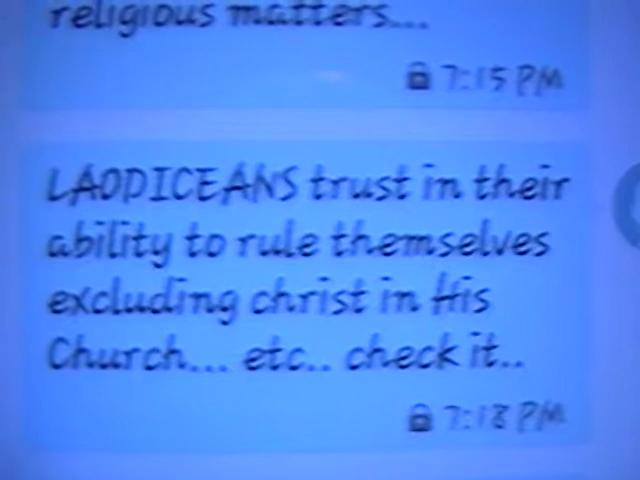 religious matters...
7:15 PM
LAODICEANS trust in their
ability to rule themselves
excluding christ in His
Church... etc.. check it..
7:18 PM